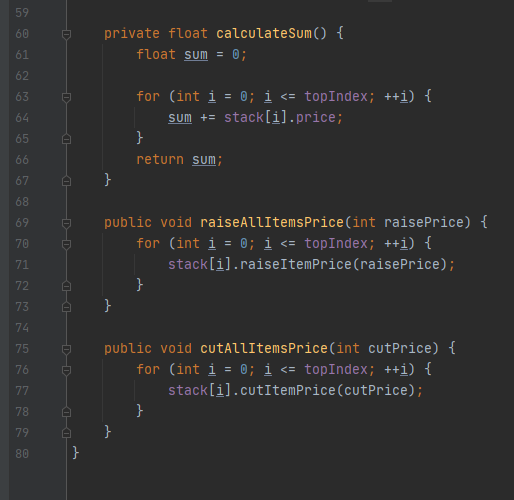 59
60 private float calculateSum() {
61 float sum = 0;
62
63 for (int i = 0; i <= topIndex; ++i) {
64 sum += stack[i].price;
65 }
66 return sum;
67 }
68
69 public void raiseAllItemsPrice(int raisePrice) {
70 for (int i = 0; i <= topIndex; ++i) {
71 stack[i].raiseItemPrice(raisePrice);
72 }
73 }
74
75 public void cutAllItemsPrice(int cutPrice) {
76 for (int i = 0; i <= topIndex; ++i) {
77 stack[i].cutItemPrice(cutPrice);
78 }
79 }
80 }